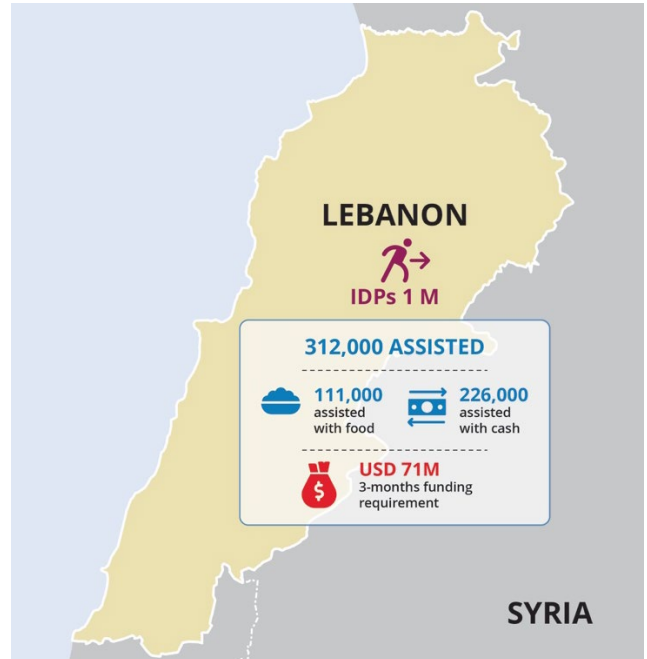 LEBANON
IDPs 1 M
312,000 ASSISTED
111,000
assisted
with food
226,000
assisted
with cash
$
USD 71M
3-months funding
requirement
SYRIA